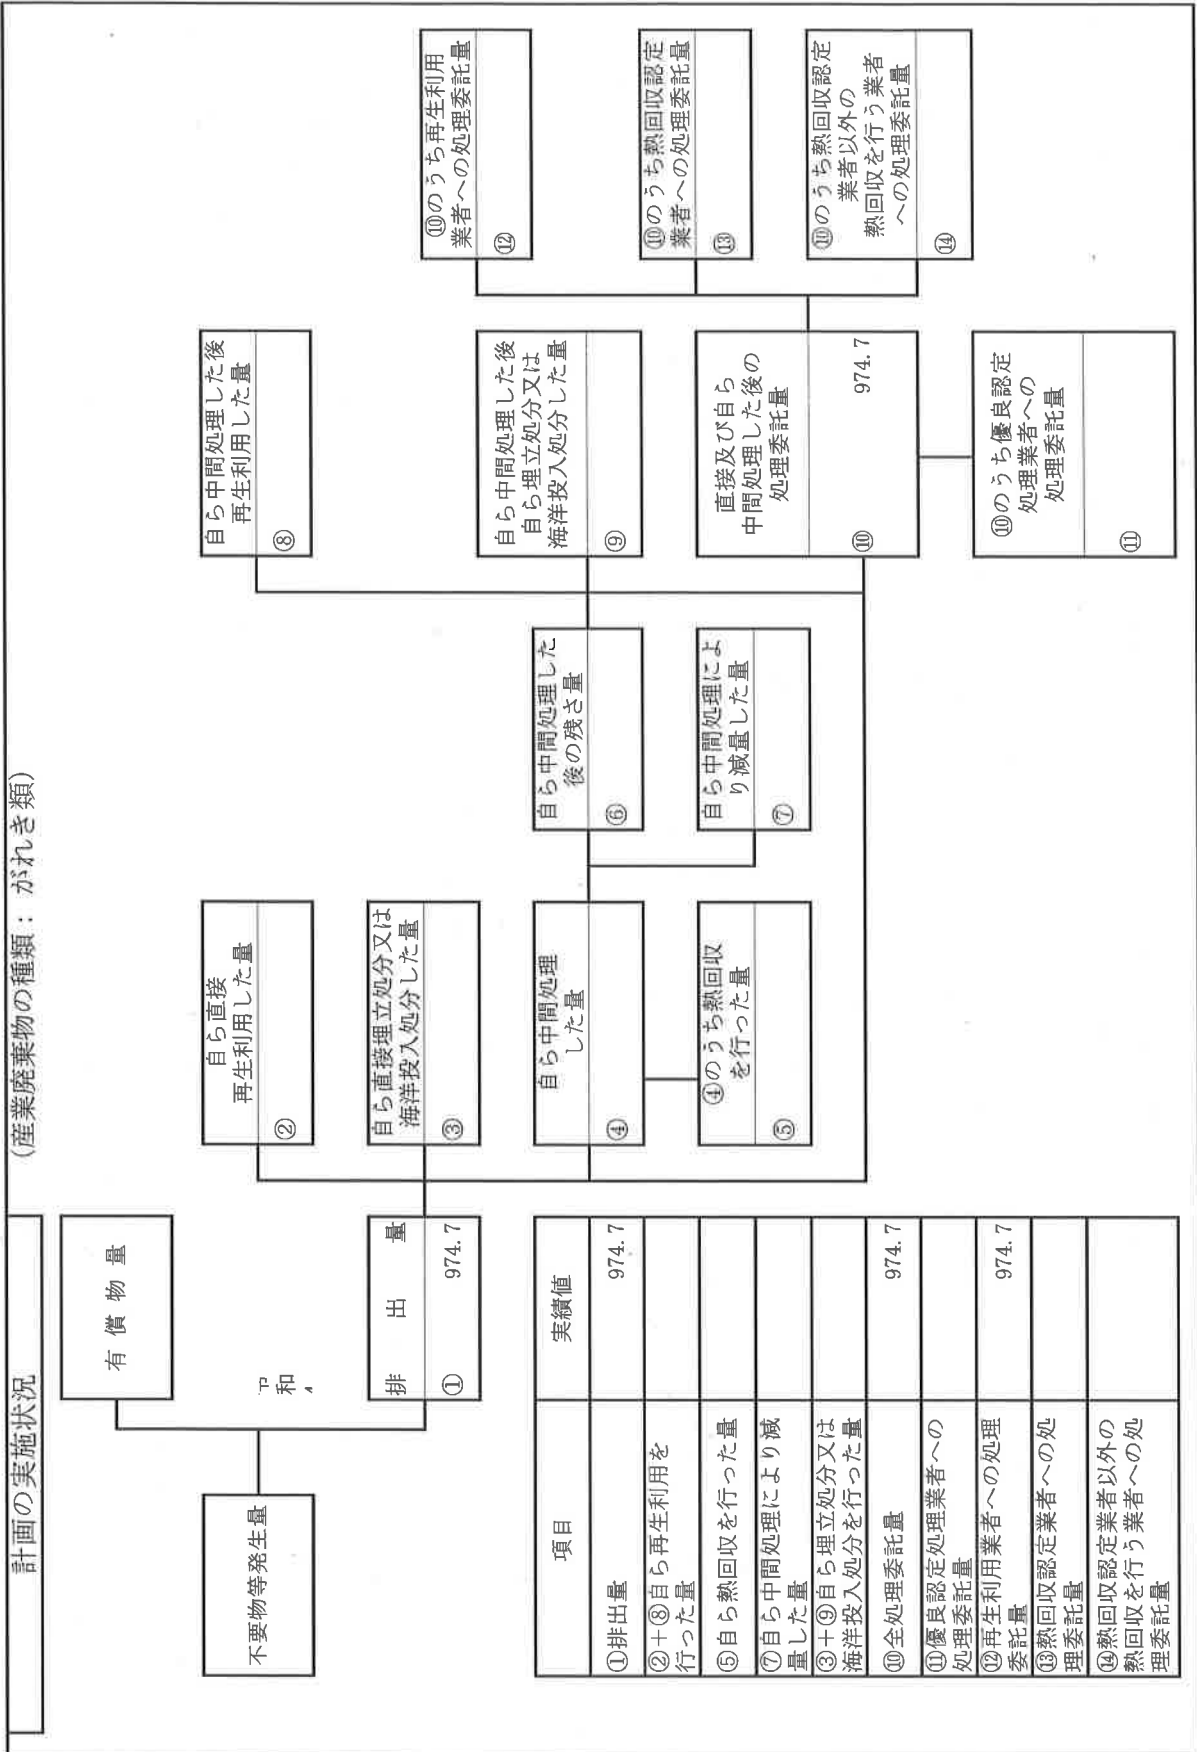 計画の実施状況
(産業廃棄物の種類： がれき類)
不要物等発生量
有償物量
和
排出量
① 974.7
自ら直接
再生利用した量
②
自ら直接埋立処分又は
海洋投入処分した量
③
自ら中間処理
した量
④
④のうち熱回収
を行った量
⑤
自ら中間処理した
後の残さ量
⑥
自ら中間処理によ
り減量した量
⑦
自ら中間処理した後
再生利用した量
⑧
自ら中間処理した後
自ら埋立処分又は
海洋投入処分した量
⑨
直接及び自ら
中間処理した後の
処理委託量
⑩ 974.7
⑩のうち優良認定
処理業者への
処理委託量
⑪
⑩のうち再生利用
業者への処理委託量
⑫
⑩のうち熱回収認定
業者への処理委託量
⑬
⑩のうち熱回収認定
業者以外の
熱回収を行う業者
への処理委託量
⑭
項目 実績値
①排出量 974.7
②＋⑧自ら再生利用を
行った量
⑤自ら熱回収を行った量
⑦自ら中間処理により減
量した量
③＋⑨自ら埋立処分又は
海洋投入処分を行った量
⑩全処理委託量 974.7
⑪優良認定処理業者への
処理委託量
⑫再生利用業者への処理
委託量 974.7
⑬熱回収認定業者への処
理委託量
⑭熱回収認定業者以外の
熱回収を行う業者への処
理委託量